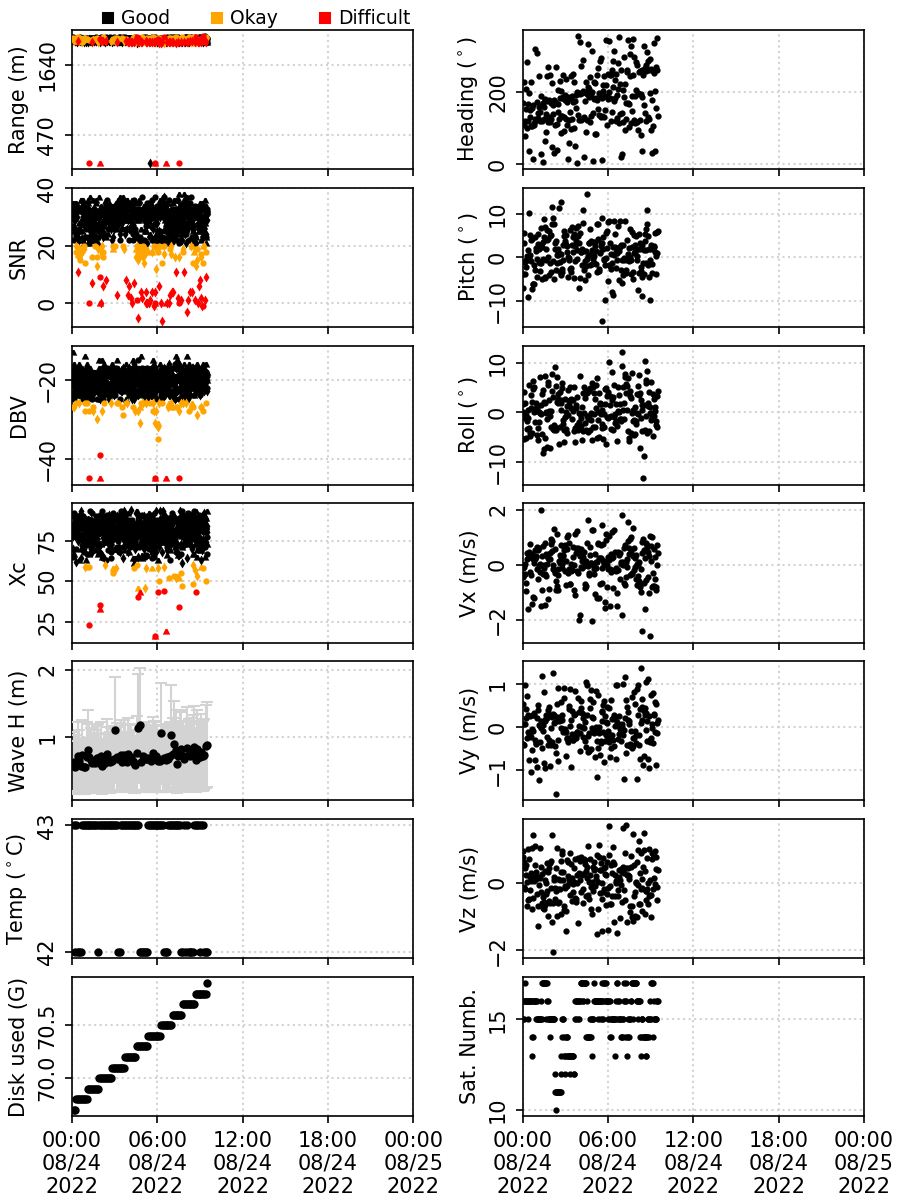 Good Okay Difficult
Range (m)
1640
470
Heading (°)
200
0
SNR
40
20
0
Pitch (°)
10
0
−10
DBV
−20
−40
Roll (°)
10
0
−10
Xc
75
50
25
Vx (m/s)
2
0
−2
Wave H (m)
2
1
Vy (m/s)
1
0
−1
Temp (°C)
43
42
Vz (m/s)
0
−2
Disk used (G)
70.5
70.0
Sat. Numb.
15
10
00:00 06:00 12:00 18:00 00:00
08/24 08/24 08/24 08/24 08/25
2022 2022 2022 2022 2022
00:00 06:00 12:00 18:00 00:00
08/24 08/24 08/24 08/24 08/25
2022 2022 2022 2022 2022